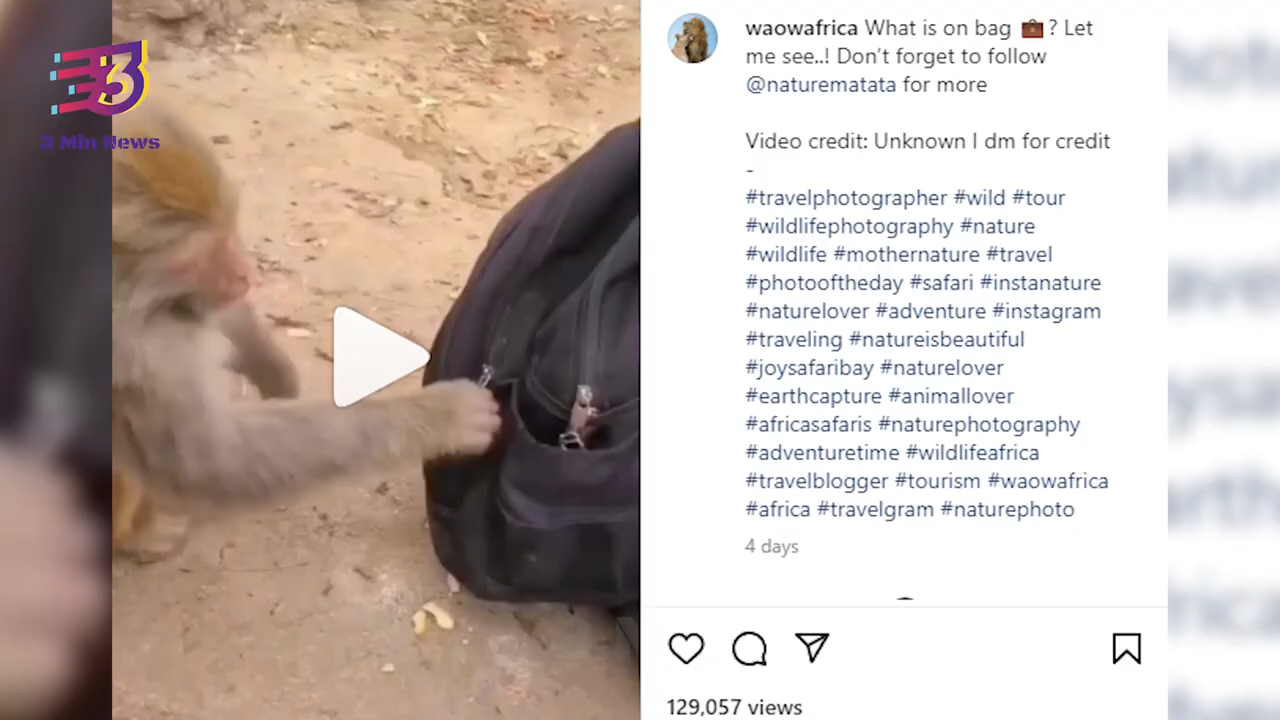 3
3 Min News
waowafrica What is on bag 💼? Let
me see..! Don't forget to follow
@naturematata for more
Video credit: Unknown I dm for credit
-
#travelphotographer #wild #tour
#wildlifephotography #nature
#wildlife #mothernature #travel
#photooftheday #safari #instanature
#naturelover #adventure #instagram
#traveling #natureisbeautiful
#joysafaribay #naturelover
#earthcapture #animallover
#africasafaris #naturephotography
#adventuretime #wildlifeafrica
#travelblogger #tourism #waowafrica
#africa #travelgram #naturephoto
4 days
129,057 views